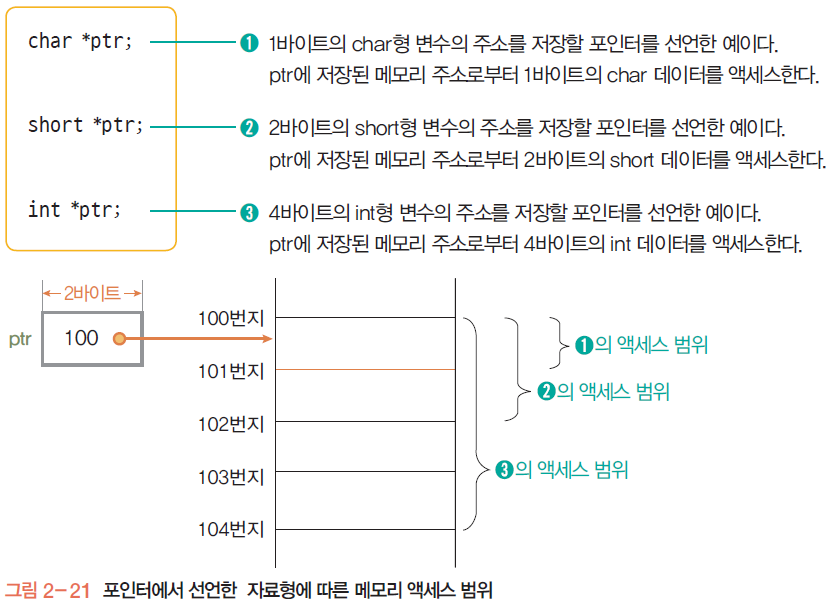 char *ptr;
❶ 1바이트의 char형 변수의 주소를 저장할 포인터를 선언한 예이다.
ptr에 저장된 메모리 주소로부터 1바이트의 char 데이터를 액세스한다.
short *ptr;
❷ 2바이트의 short형 변수의 주소를 저장할 포인터를 선언한 예이다.
ptr에 저장된 메모리 주소로부터 2바이트의 short 데이터를 액세스한다.
int *ptr;
❸ 4바이트의 int형 변수의 주소를 저장할 포인터를 선언한 예이다.
ptr에 저장된 메모리 주소로부터 4바이트의 int 데이터를 액세스한다.
2바이트
ptr
100
100번지
101번지
102번지
103번지
104번지
❶의 액세스 범위
❷의 액세스 범위
❸의 액세스 범위
그림 2-21 포인터에서 선언한 자료형에 따른 메모리 액세스 범위